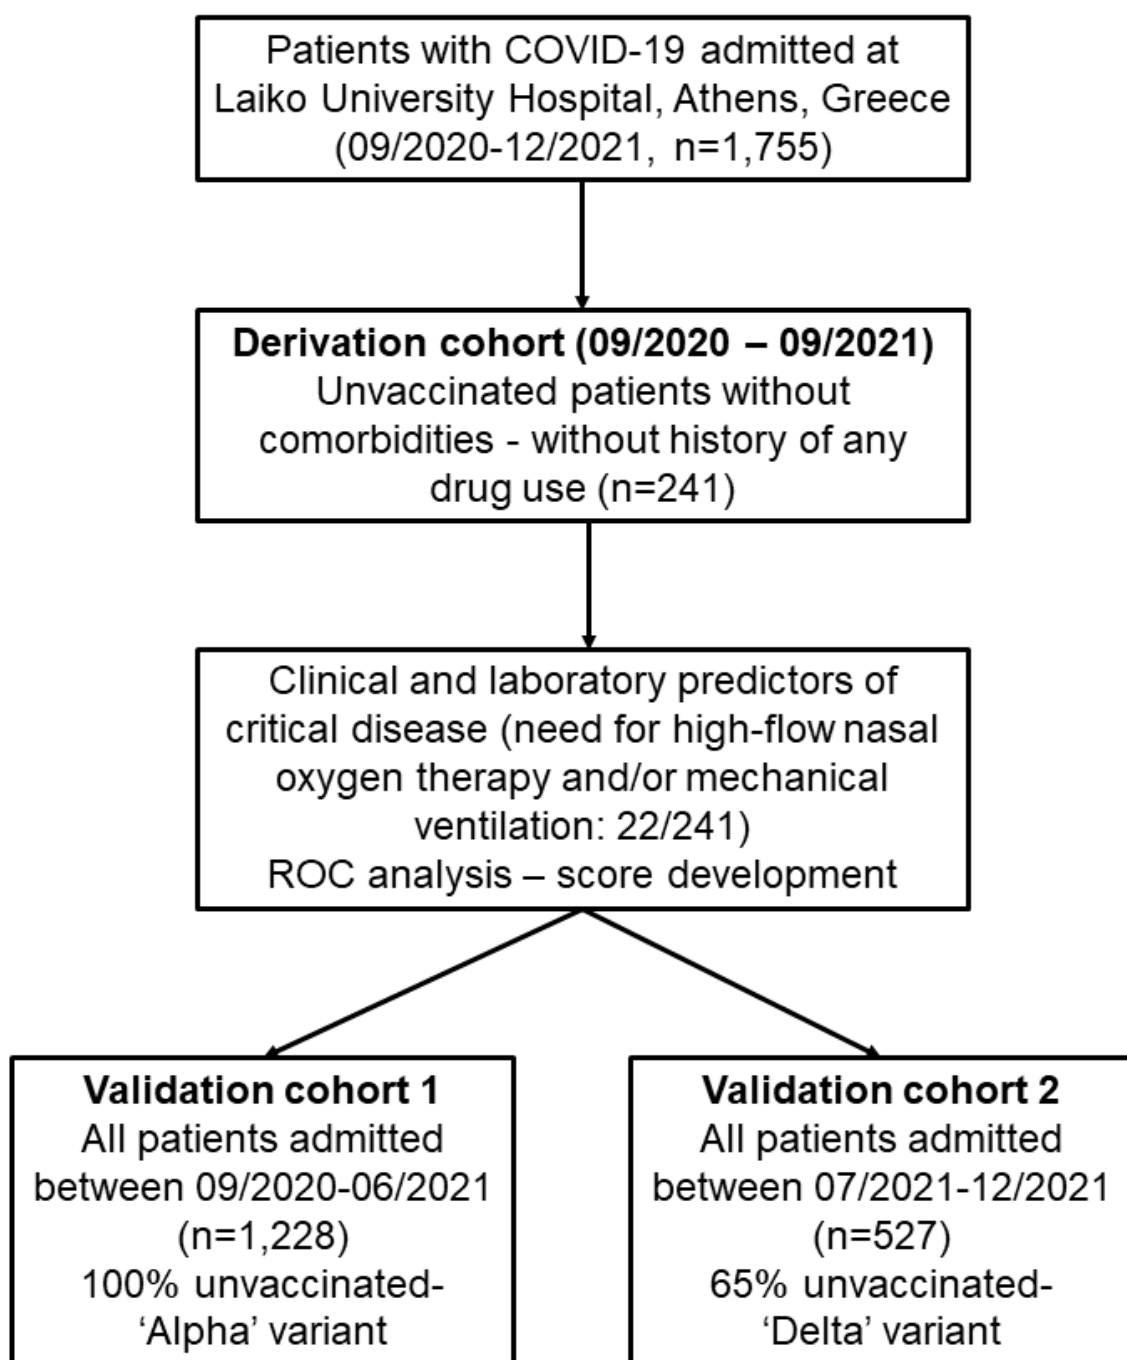 Patients with COVID-19 admitted at
Laiko University Hospital, Athens, Greece
(09/2020-12/2021, n=1,755)
Derivation cohort (09/2020 – 09/2021)
Unvaccinated patients without
comorbidities - without history of any
drug use (n=241)
Clinical and laboratory predictors of
critical disease (need for high-flow nasal
oxygen therapy and/or mechanical
ventilation: 22/241)
ROC analysis – score development
Validation cohort 1
All patients admitted
between 09/2020-06/2021
(n=1,228)
100% unvaccinated-
‘Alpha’ variant
Validation cohort 2
All patients admitted
between 07/2021-12/2021
(n=527)
65% unvaccinated-
‘Delta’ variant